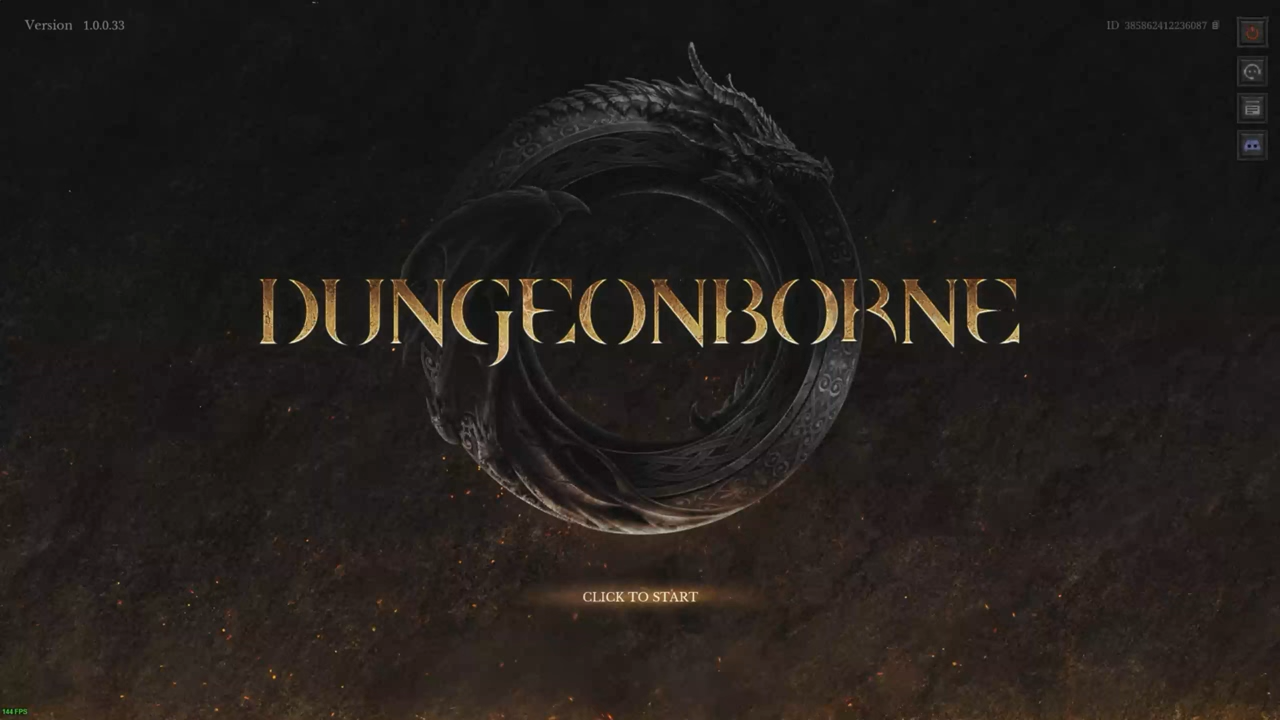 Version 1.0.0.33
ID 385862412236087
DUNGEONBORNE
CLICK TO START
144 FPS